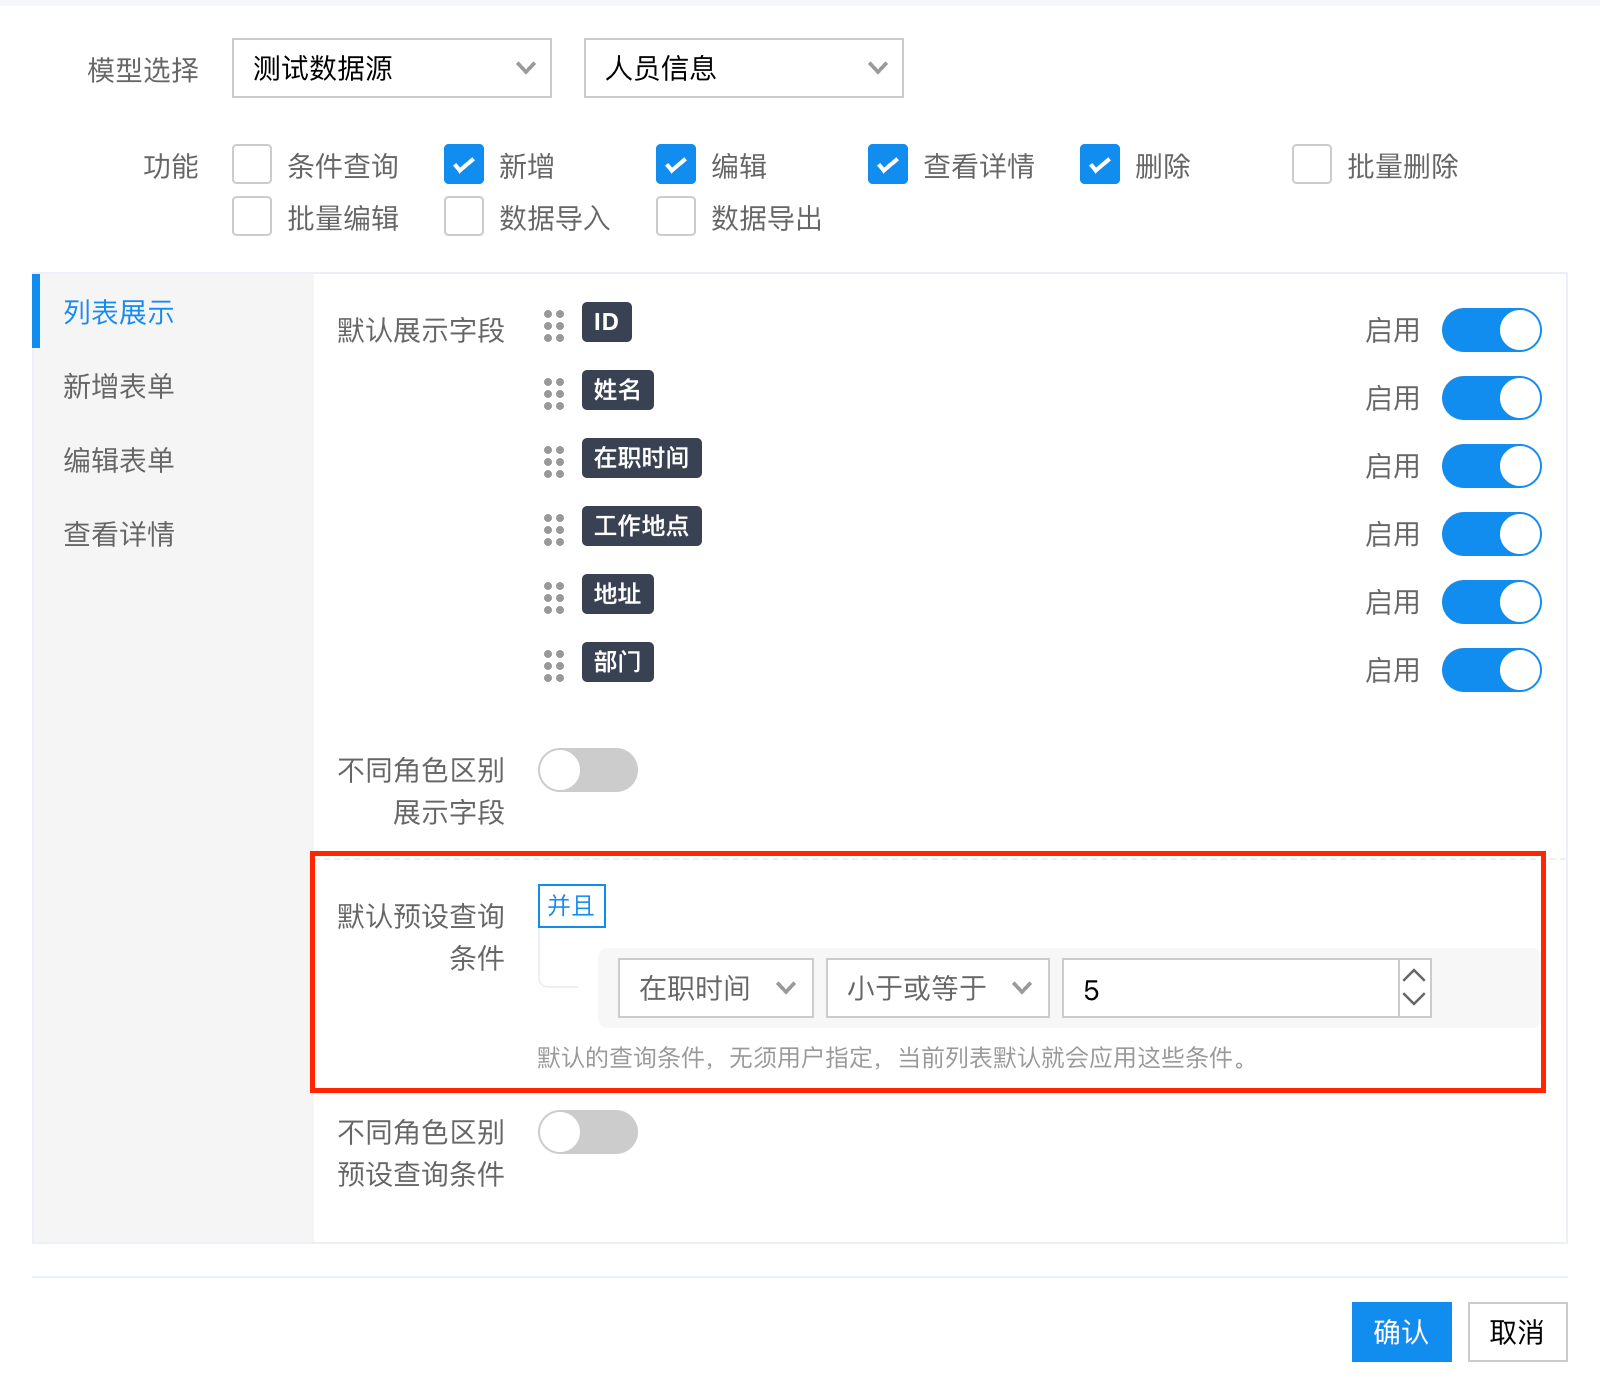 模型选择 测试数据源 人员信息
功能 条件查询 新增 编辑 查看详情 删除 批量删除
批量编辑 数据导入 数据导出
列表展示
新增表单
编辑表单
查看详情
默认展示字段 ID 启用
姓名 启用
在职时间 启用
工作地点 启用
地址 启用
部门 启用
不同角色区别
展示字段
默认预设查询
条件
并且
在职时间 小于或等于 5
默认的查询条件，无须用户指定，当前列表默认就会应用这些条件。
不同角色区别
预设查询条件
确认 取消